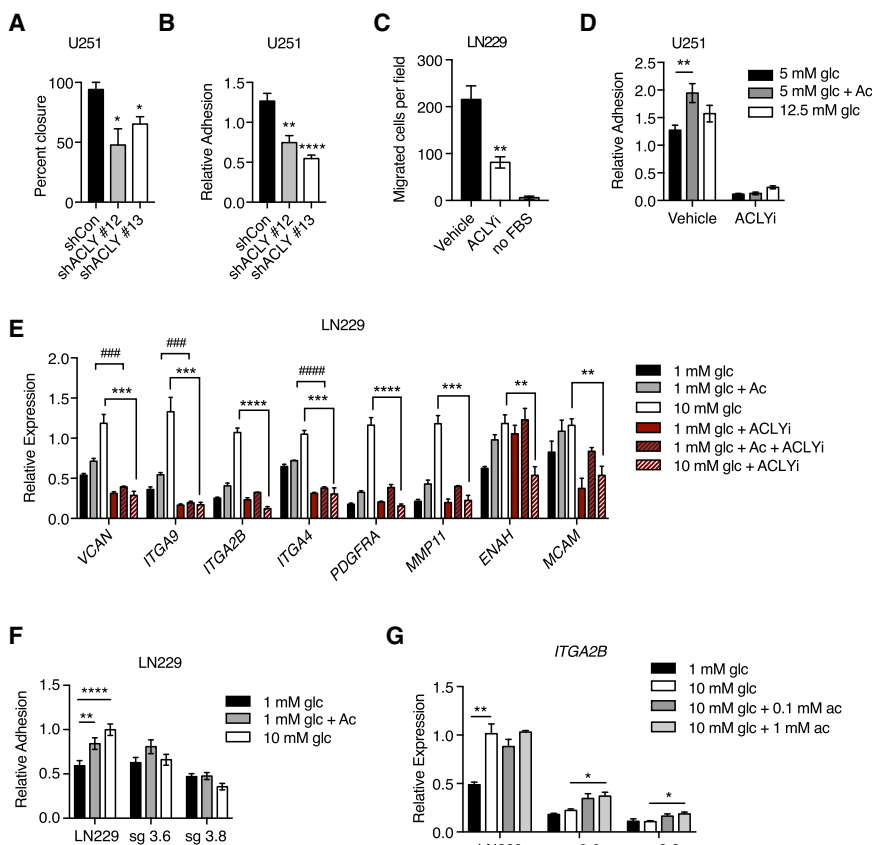 A
U251
Percent closure
100
50
0
shCon
shACLY #12
shACLY #13
*
*
B
U251
Relative Adhesion
1.5
1.0
0.5
0.0
shCon
shACLY #12
shACLY #13
**
****
C
LN229
Migrated cells per field
300
200
100
0
Vehicle
ACLYi
no FBS
**
D
U251
Relative Adhesion
2.5
2.0
1.5
1.0
0.5
0.0
Vehicle
ACLYi
**
5 mM glc
5 mM glc + Ac
12.5 mM glc
E
LN229
Relative Expression
2.0
1.5
1.0
0.5
0.0
### *** ### *** **** #### *** **** *** ** **
VCAN
ITGA9
ITGA2B
ITGA4
PDGFRA
MMP11
ENAH
MCAM
1 mM glc
1 mM glc + Ac
10 mM glc
1 mM glc + ACLYi
1 mM glc + Ac + ACLYi
10 mM glc + ACLYi
F
LN229
Relative Adhesion
1.5
1.0
0.5
0.0
****
**
LN229
sg 3.6
sg 3.8
1 mM glc
1 mM glc + Ac
10 mM glc
G
ITGA2B
Relative Expression
1.5
1.0
0.5
0.0
**
*
*
1 mM glc
10 mM glc
10 mM glc + 0.1 mM ac
10 mM glc + 1 mM ac